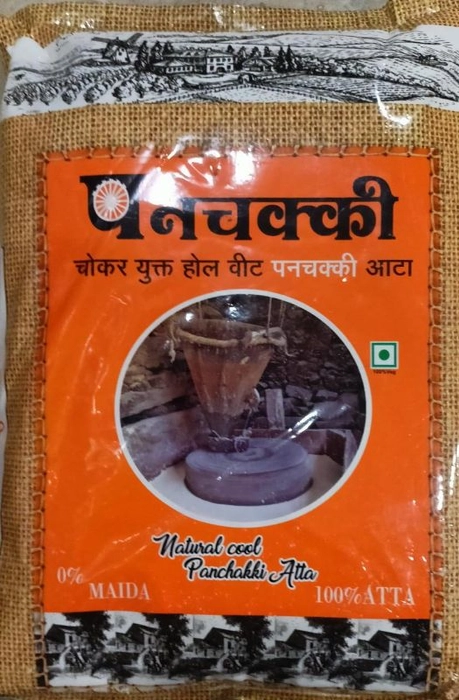 पनचक्की
चोकर युक्त होल वीट पनचक्की़ आटा
Natural cool
Panchakki Atta
0%
MAIDA
100%ATTA